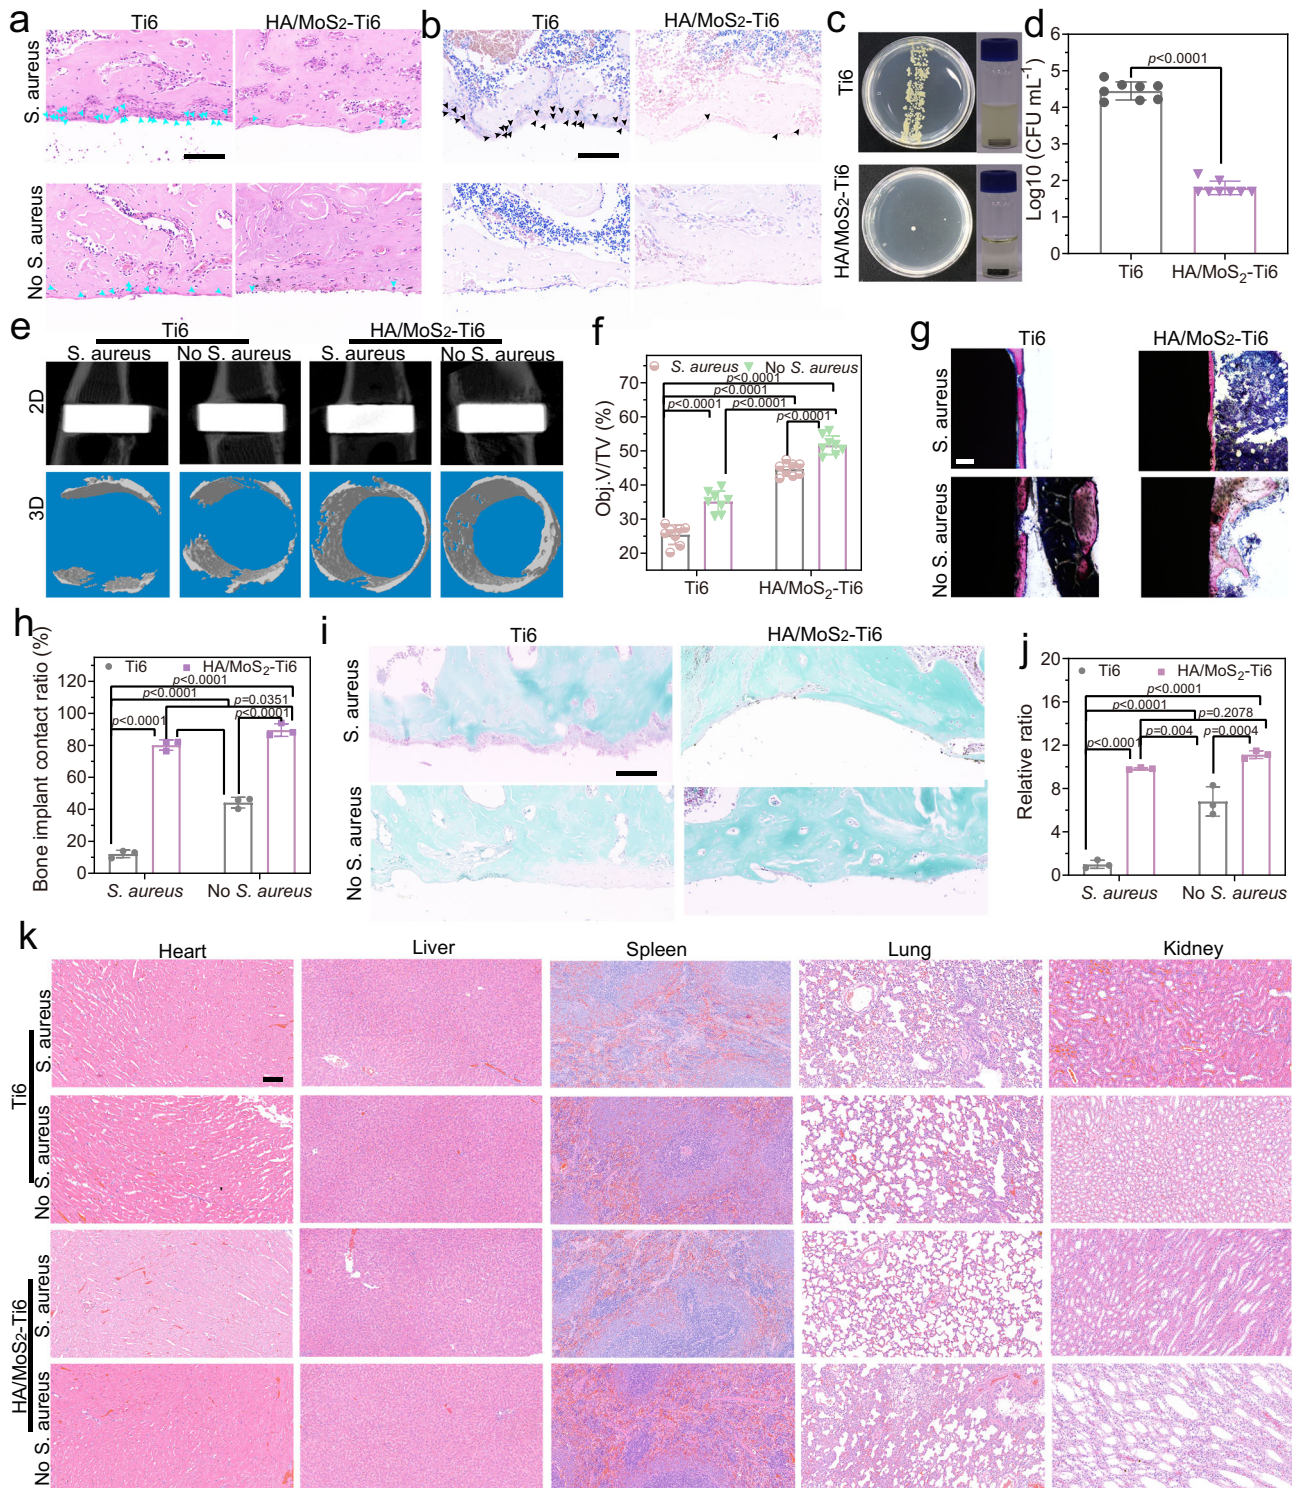 a
Ti6
HA/MoS2-Ti6
S. aureus
No S. aureus
b
Ti6
HA/MoS2-Ti6
c
Ti6
HA/MoS2-Ti6
d
Log10 (CFU mL-1)
6
5
4
3
2
1
p<0.0001
Ti6
HA/MoS2-Ti6
e
Ti6
HA/MoS2-Ti6
S. aureus
No S. aureus
S. aureus
No S. aureus
2D
3D
f
Obj.V/TV (%)
70
60
50
40
30
20
S. aureus
No S. aureus
p<0.0001
p<0.0001
p<0.0001
p<0.0001
p<0.0001
Ti6
HA/MoS2-Ti6
g
Ti6
HA/MoS2-Ti6
S. aureus
No S. aureus
h
Bone implant contact ratio (%)
120
100
80
60
40
20
0
Ti6
HA/MoS2-Ti6
p<0.0001
p<0.0001
p=0.0351
p<0.0001
p<0.0001
S. aureus
No S. aureus
i
Ti6
HA/MoS2-Ti6
S. aureus
No S. aureus
j
Relative ratio
20
16
12
8
4
0
Ti6
HA/MoS2-Ti6
p<0.0001
p<0.0001
p=0.2078
p<0.0001
p=0.004
p=0.0004
S. aureus
No S. aureus
k
Heart
Liver
Spleen
Lung
Kidney
Ti6
S. aureus
No S. aureus
HA/MoS2-Ti6
S. aureus
No S. aureus